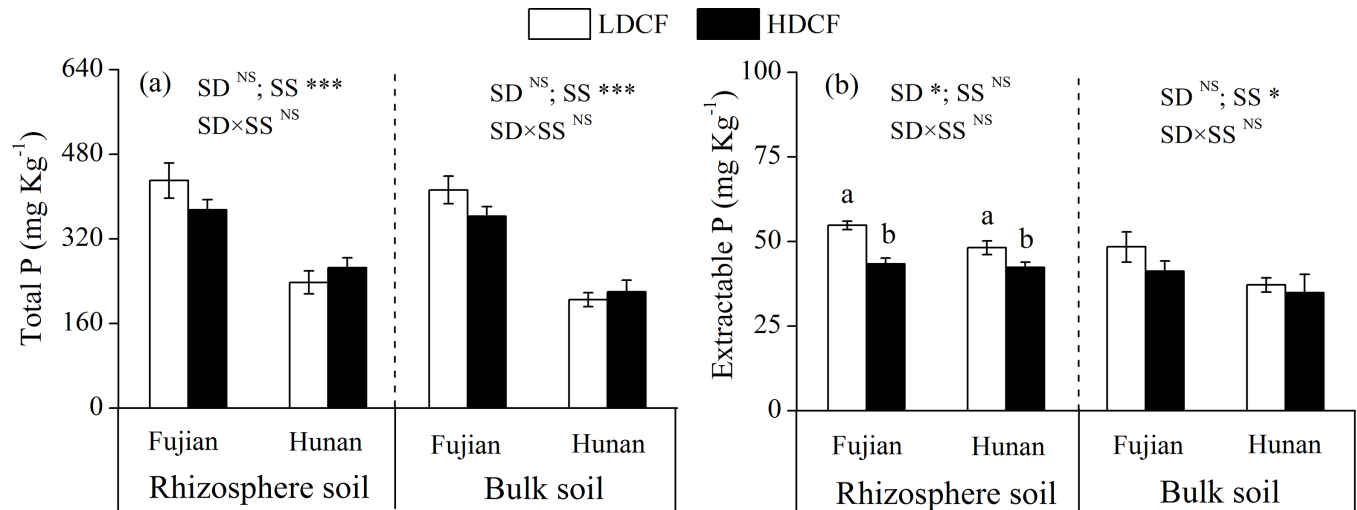 LDCF HDCF
(a)
SD NS; SS ***
SD×SS NS
SD NS; SS ***
SD×SS NS
Total P (mg Kg-1)
640
480
320
160
0
Fujian Hunan Fujian Hunan
Rhizosphere soil Bulk soil
(b)
SD *; SS NS
SD×SS NS
SD NS; SS *
SD×SS NS
Extractable P (mg Kg-1)
100
75
50
25
0
a b a b
Fujian Hunan Fujian Hunan
Rhizosphere soil Bulk soil